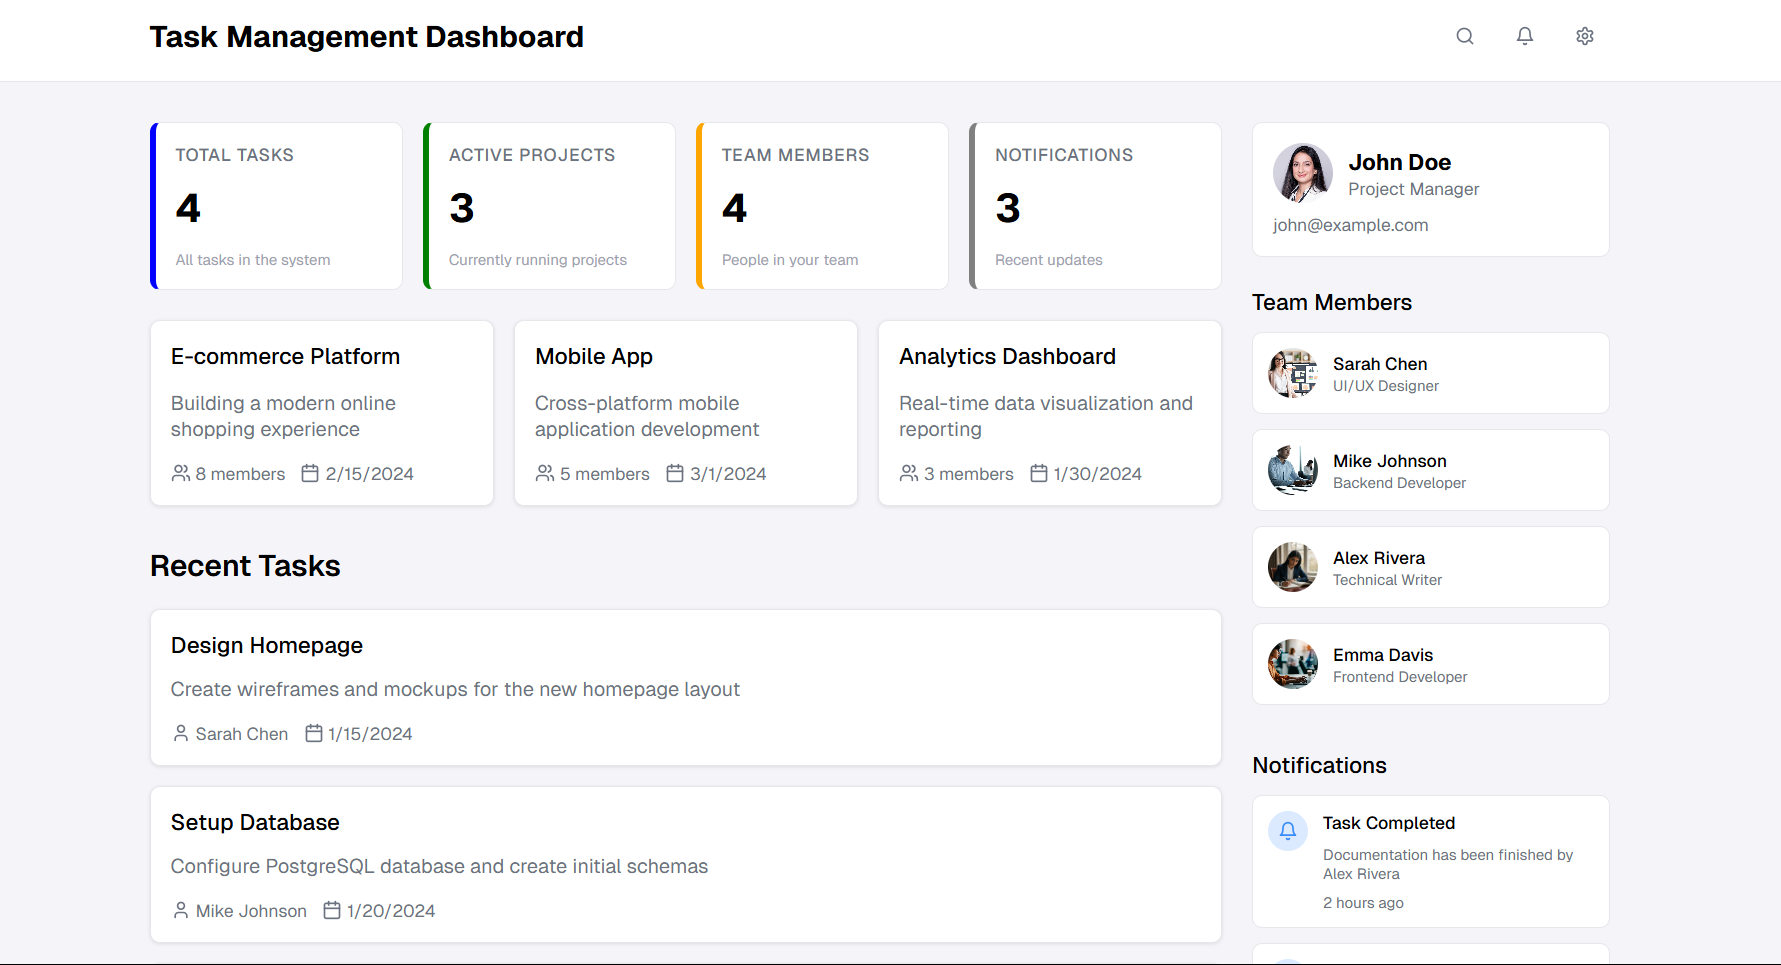 Task Management Dashboard
TOTAL TASKS
4
All tasks in the system
ACTIVE PROJECTS
3
Currently running projects
TEAM MEMBERS
4
People in your team
NOTIFICATIONS
3
Recent updates
E-commerce Platform
Building a modern online
shopping experience
8 members 2/15/2024
Mobile App
Cross-platform mobile
application development
5 members 3/1/2024
Analytics Dashboard
Real-time data visualization and
reporting
3 members 1/30/2024
Recent Tasks
Design Homepage
Create wireframes and mockups for the new homepage layout
Sarah Chen 1/15/2024
Setup Database
Configure PostgreSQL database and create initial schemas
Mike Johnson 1/20/2024
John Doe
Project Manager
john@example.com
Team Members
Sarah Chen
UI/UX Designer
Mike Johnson
Backend Developer
Alex Rivera
Technical Writer
Emma Davis
Frontend Developer
Notifications
Task Completed
Documentation has been finished by
Alex Rivera
2 hours ago